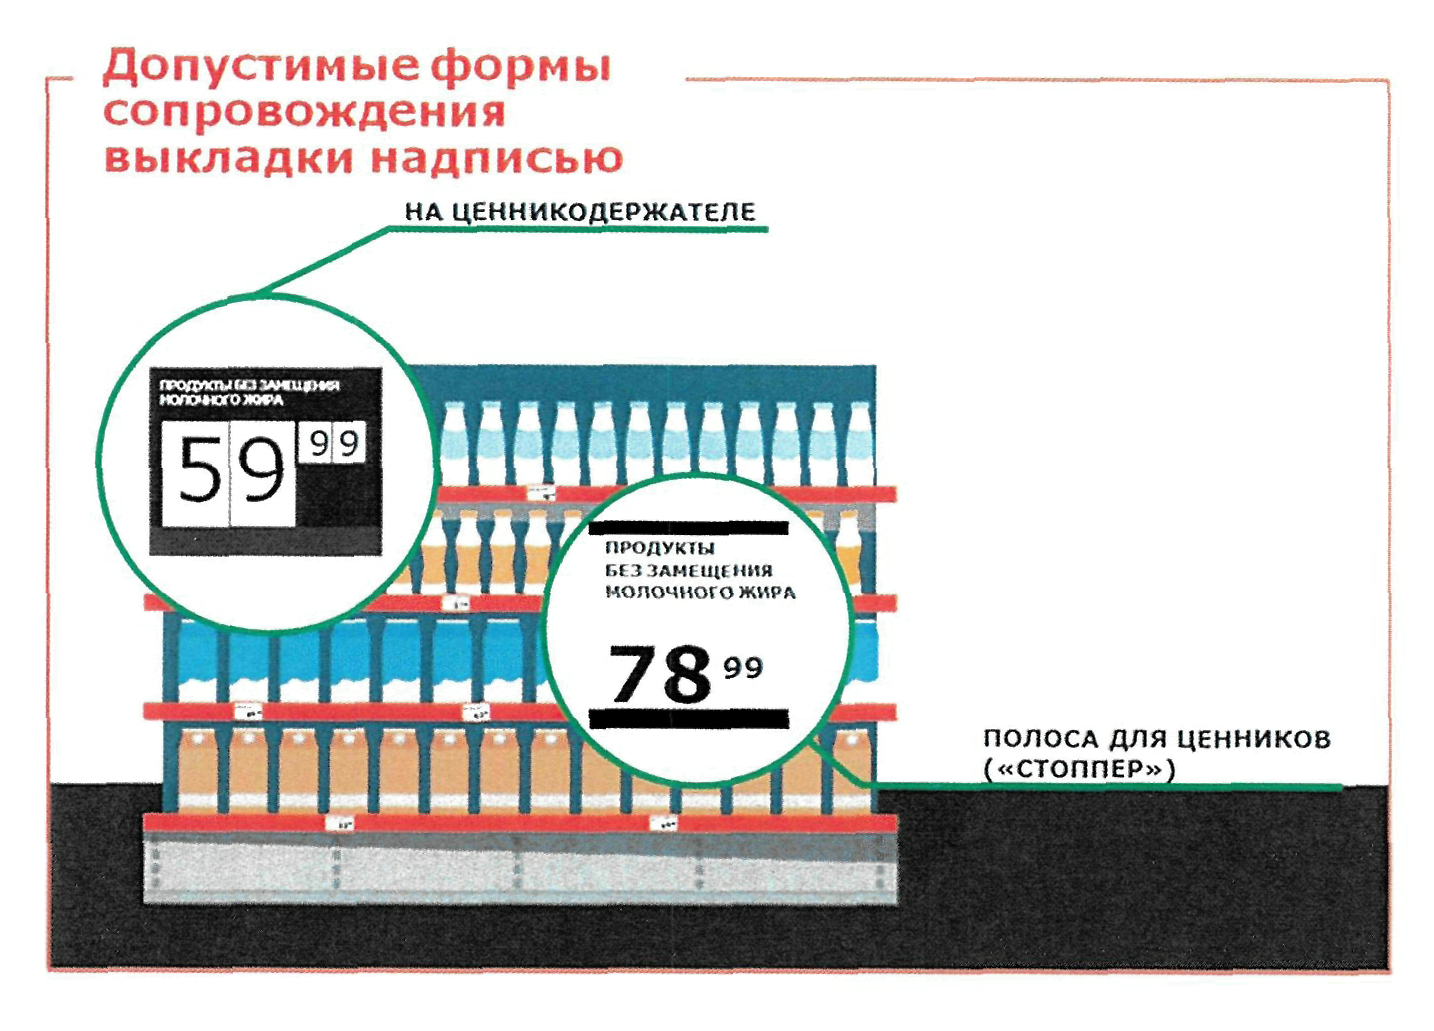 Допустимые формы
сопровождения
выкладки надписью
НА ЦЕННИКОДЕРЖАТЕЛЕ
ПРОДУКТЫ БЕЗ ЗАМЕЩЕНИЯ
МОЛОЧНОГО ЖИРА
59 99
ПРОДУКТЫ
БЕЗ ЗАМЕЩЕНИЯ
МОЛОЧНОГО ЖИРА
78 99
ПОЛОСА ДЛЯ ЦЕННИКОВ
(«СТОППЕР»)